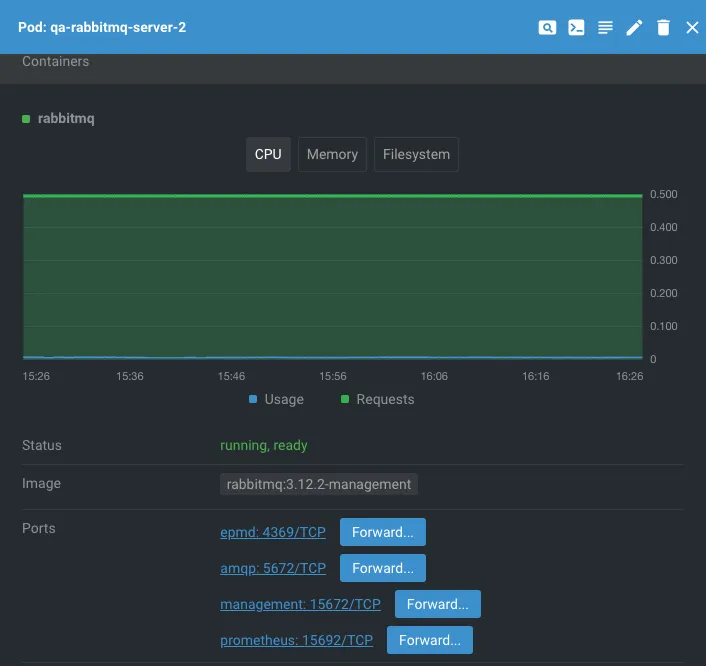 Pod: qa-rabbitmq-server-2
Containers
rabbitmq
CPU Memory Filesystem
0.500
0.400
0.300
0.200
0.100
0
15:26 15:36 15:46 15:56 16:06 16:16 16:26
Usage Requests
Status running, ready
Image rabbitmq:3.12.2-management
Ports epmd: 4369/TCP Forward...
amqp: 5672/TCP Forward...
management: 15672/TCP Forward...
prometheus: 15692/TCP Forward...